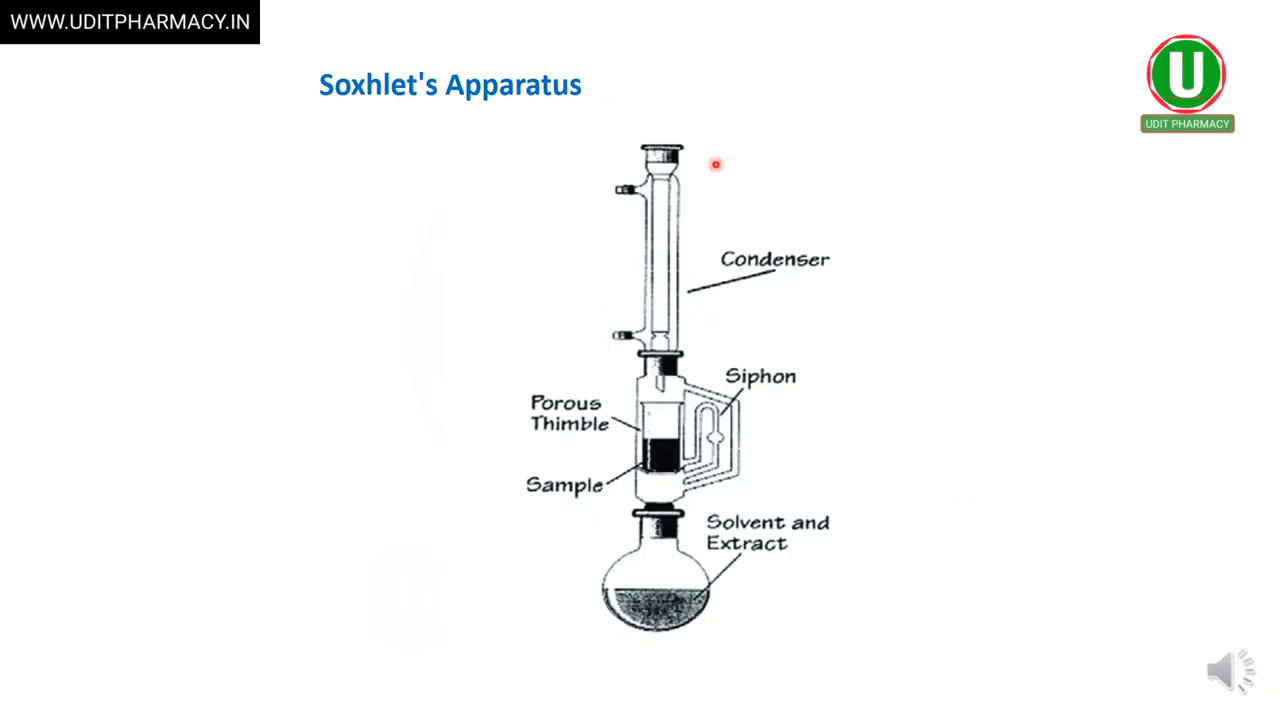 WWW.UDITPHARMACY.IN
Soxhlet's Apparatus
U
UDIT PHARMACY
Condenser
Siphon
Porous
Thimble
Sample
Solvent and
Extract